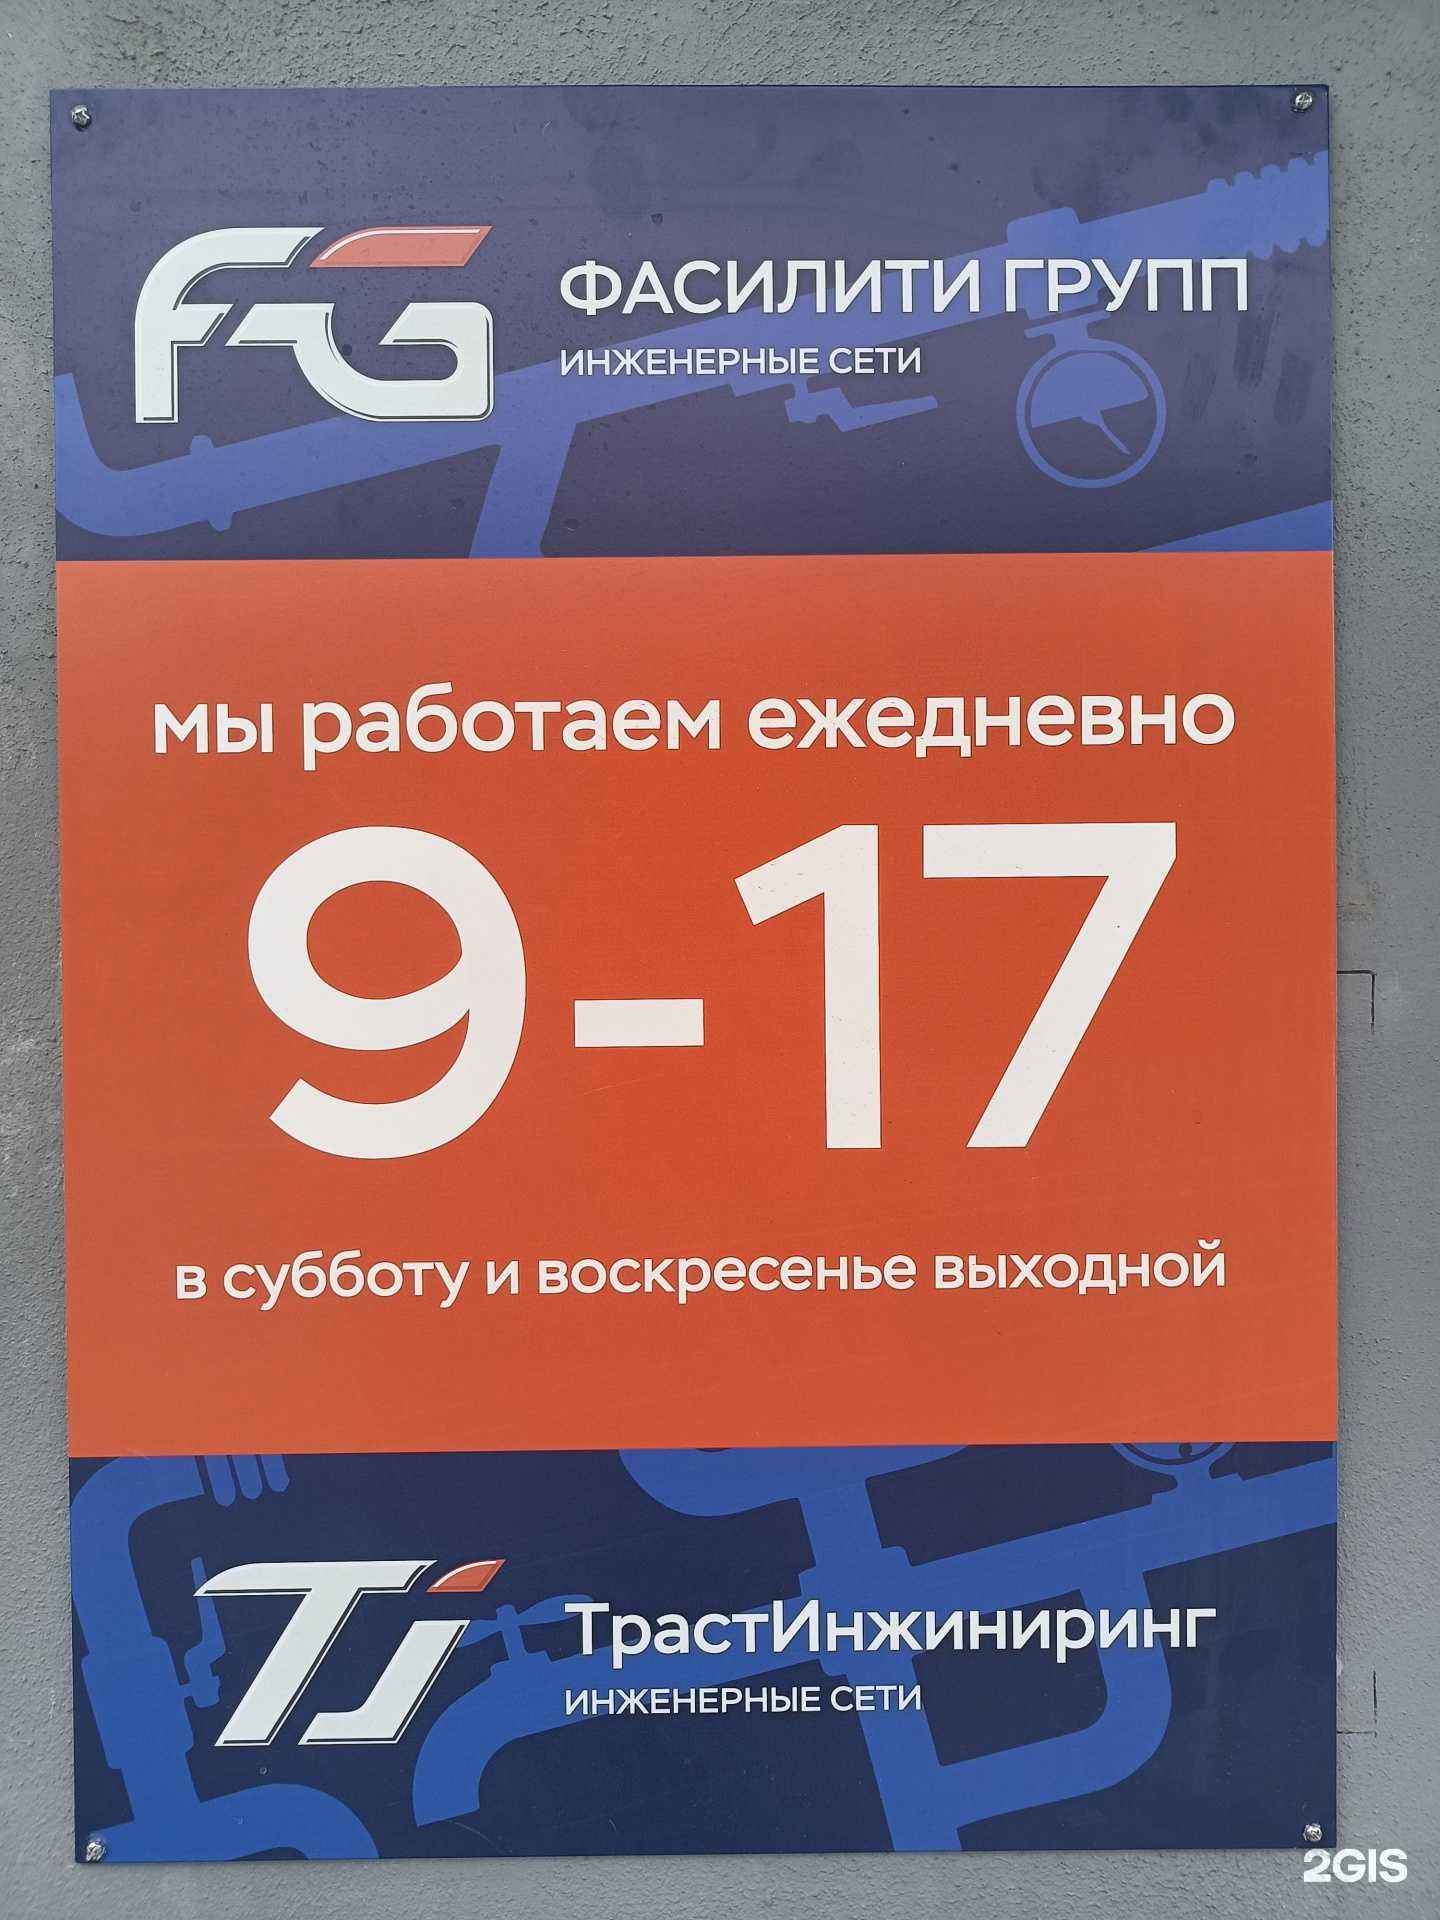 FG
ФАСИЛИТИ ГРУПП
ИНЖЕНЕРНЫЕ СЕТИ
мы работаем ежедневно
9-17
в субботу и воскресенье выходной
Ti
ТрастИнжиниринг
ИНЖЕНЕРНЫЕ СЕТИ
2GIS